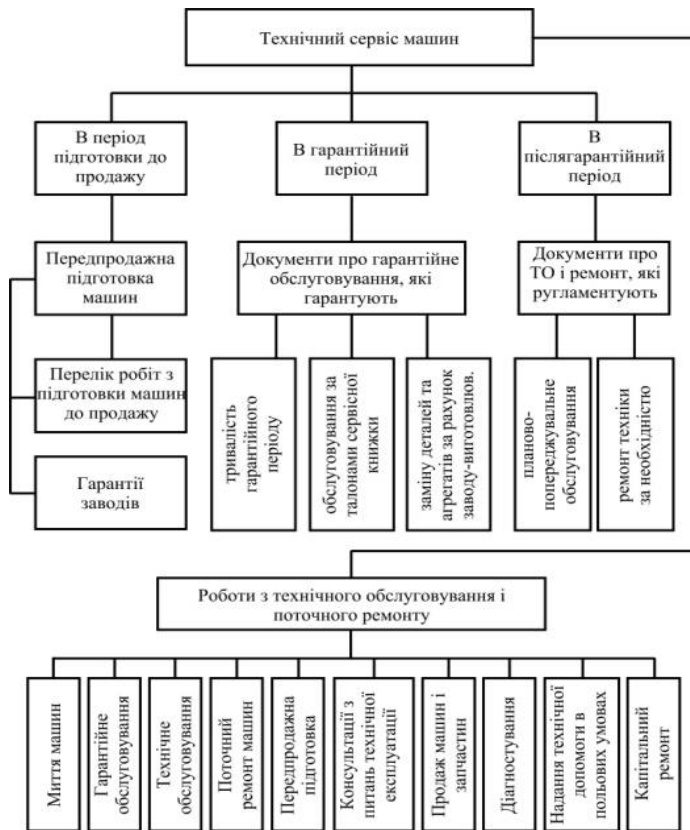 Технічний сервіс машин
В період
підготовки до
продажу
В гарантійний
період
В
післягарантійний
період
Передпродажна
підготовка
машин
Документи про гарантійне
обслуговування, які
гарантують
Документи про
ТО і ремонт, які
ругламентують
Перелік робіт з
підготовки машин
до продажу
Гарантії
заводів
тривалість
гарантійного
періоду
обслуговування за
талонами сервісної
книжки
заміну деталей та
агрегатів за рахунок
заводу-виготовлюв.
планово-
попереджувальне
обслуговування
ремонт техніки
за необхідністю
Роботи з технічного обслуговування і
поточного ремонту
Миття машин
Гарантійне
обслуговування
Технічне
обслуговування
Поточний
ремонт машин
Передпродажна
підготовка
Консультації з
питань технічної
експлуатації
Продаж машин і
запчастин
Діагностування
Надання технічної
допомоги в
польових умовах
Капітальний
ремонт